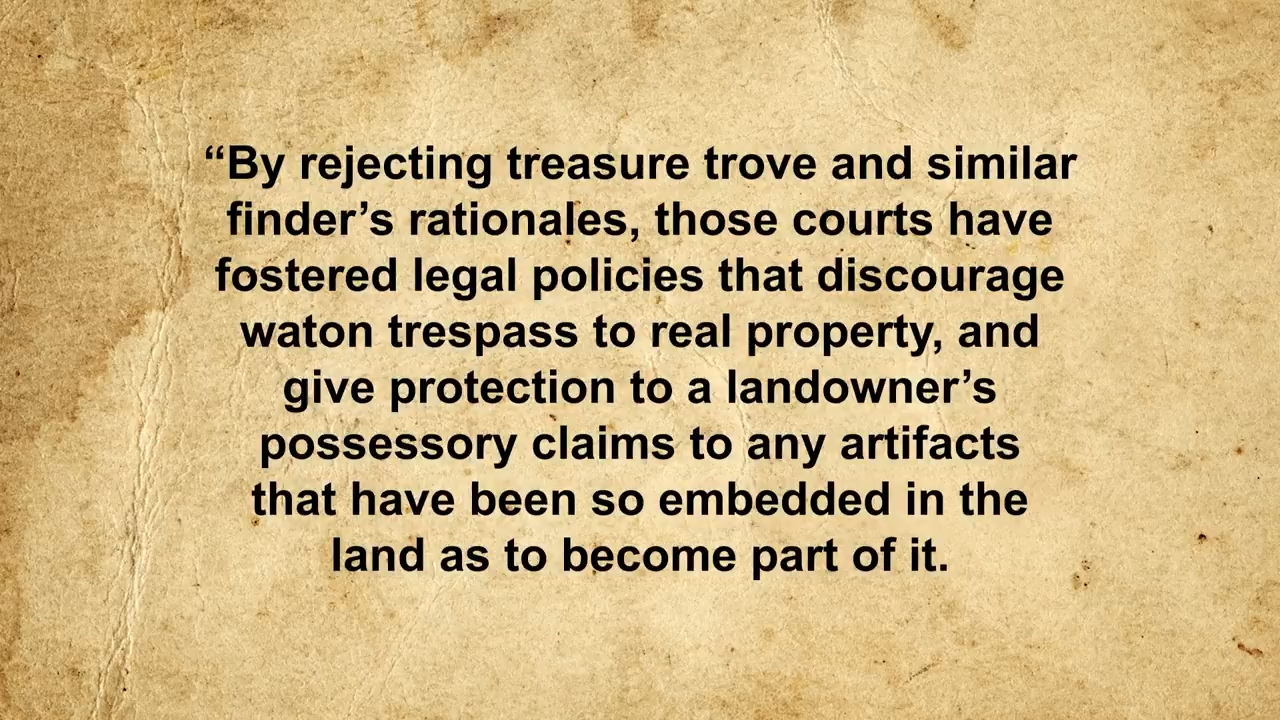 “By rejecting treasure trove and similar
finder’s rationales, those courts have
fostered legal policies that discourage
waton trespass to real property, and
give protection to a landowner’s
possessory claims to any artifacts
that have been so embedded in the
land as to become part of it.